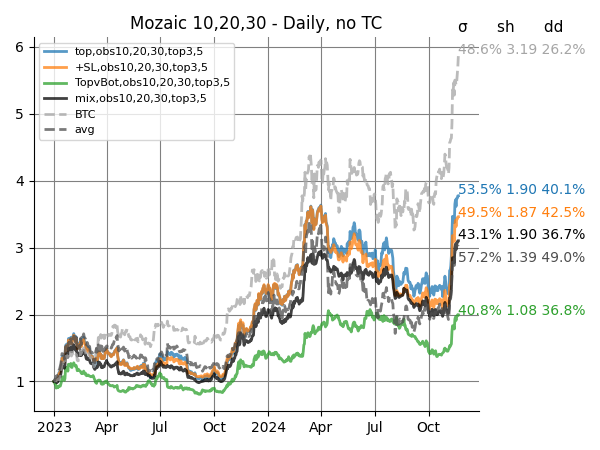 Mozaic 10,20,30 - Daily, no TC
σ sh dd
top,obs10,20,30,top3,5
+SL,obs10,20,30,top3,5
TopvBot,obs10,20,30,top3,5
mix,obs10,20,30,top3,5
BTC
avg
48.6% 3.19 26.2%
53.5% 1.90 40.1%
49.5% 1.87 42.5%
43.1% 1.90 36.7%
57.2% 1.39 49.0%
40.8% 1.08 36.8%
6
5
4
3
2
1
2023 Apr Jul Oct 2024 Apr Jul Oct